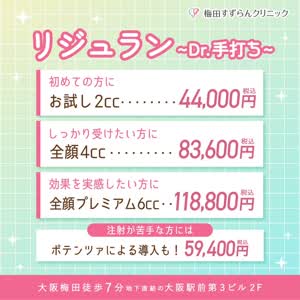 梅田すずらんクリニック
リジュラン~Dr.手打ち~
初めての方に
お試し2cc········44,000円税込
しっかり受けたい方に
全顔4cc······83,600円税込
効果を実感したい方に
全顔プレミアム6cc··118,800円税込
注射が苦手な方には
ポテンツァによる導入も!59,400円税込
大阪梅田徒歩7分地下直結の大阪駅前第3ビル2F